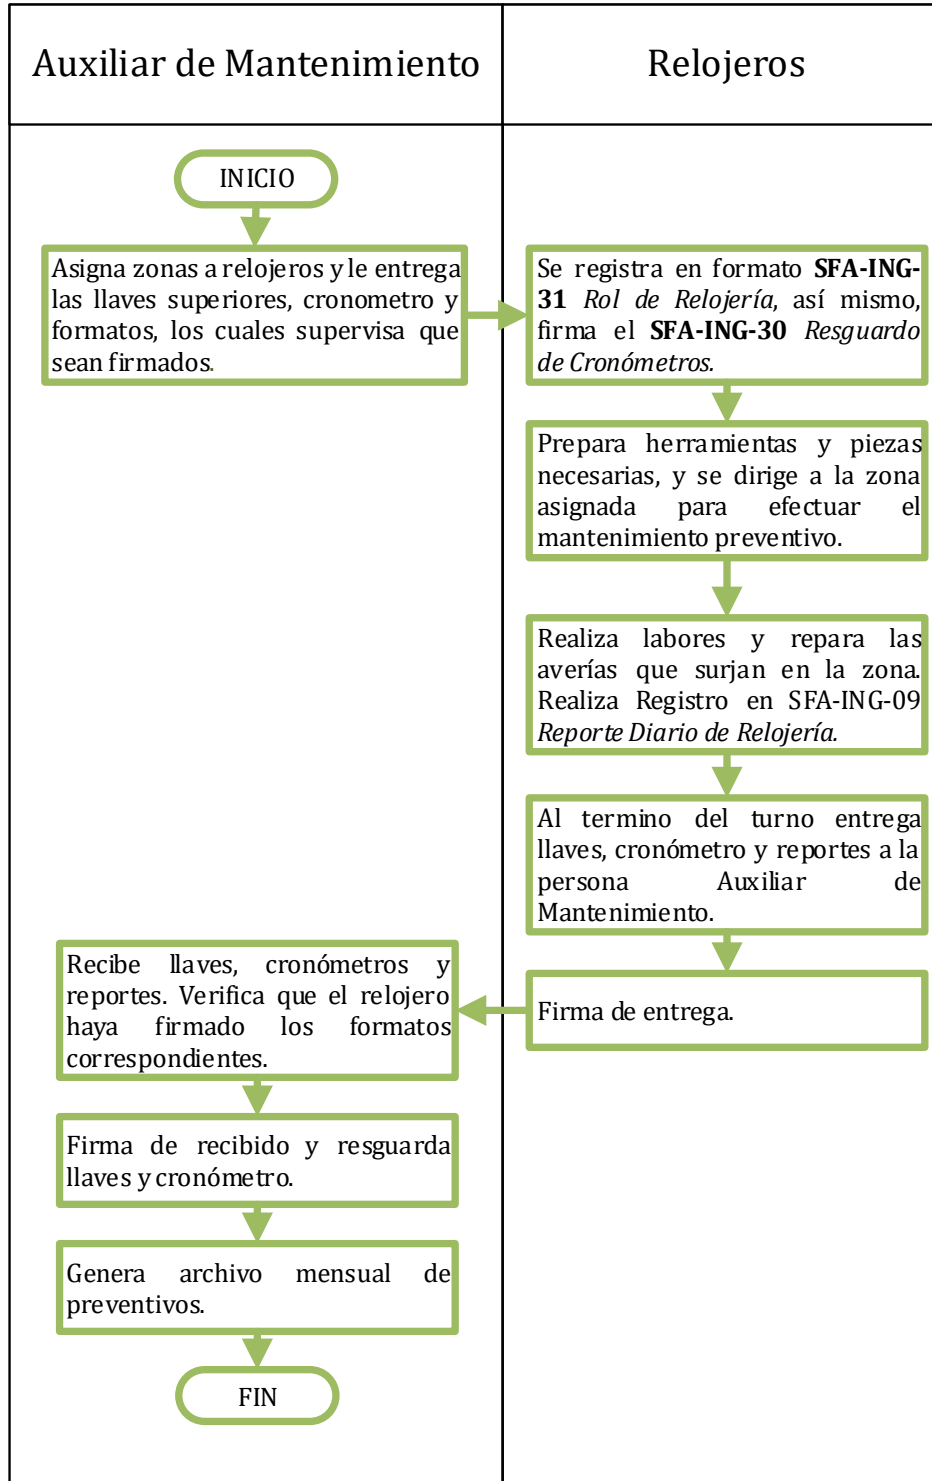 Auxiliar de Mantenimiento
Relojeros
INICIO
Asigna zonas a relojeros y le entrega
las llaves superiores, cronometro y
formatos, los cuales supervisa que
sean firmados.
Se registra en formato SFA-ING-
31 Rol de Relojería, así mismo,
firma el SFA-ING-30 Resguardo
de Cronómetros.
Prepara herramientas y piezas
necesarias, y se dirige a la zona
asignada para efectuar el
mantenimiento preventivo.
Realiza labores y repara las
averías que surjan en la zona.
Realiza Registro en SFA-ING-09
Reporte Diario de Relojería.
Al termino del turno entrega
llaves, cronómetro y reportes a la
persona Auxiliar de
Mantenimiento.
Firma de entrega.
Recibe llaves, cronómetros y
reportes. Verifica que el relojero
haya firmado los formatos
correspondientes.
Firma de recibido y resguarda
llaves y cronómetro.
Genera archivo mensual de
preventivos.
FIN